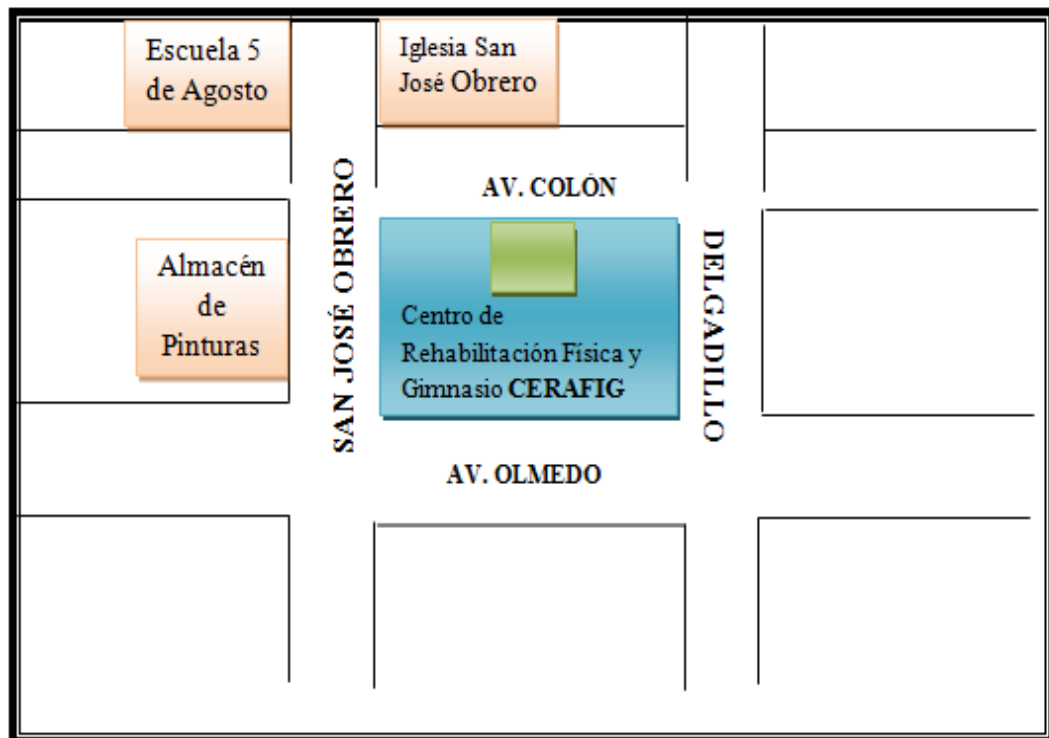 Escuela 5
de Agosto
Iglesia San
José Obrero
AV. COLÓN
SAN JOSÉ OBRERO
DELGADILLO
Almacén
de
Pinturas
Centro de
Rehabilitación Física y
Gimnasio CERAFIG
AV. OLMEDO